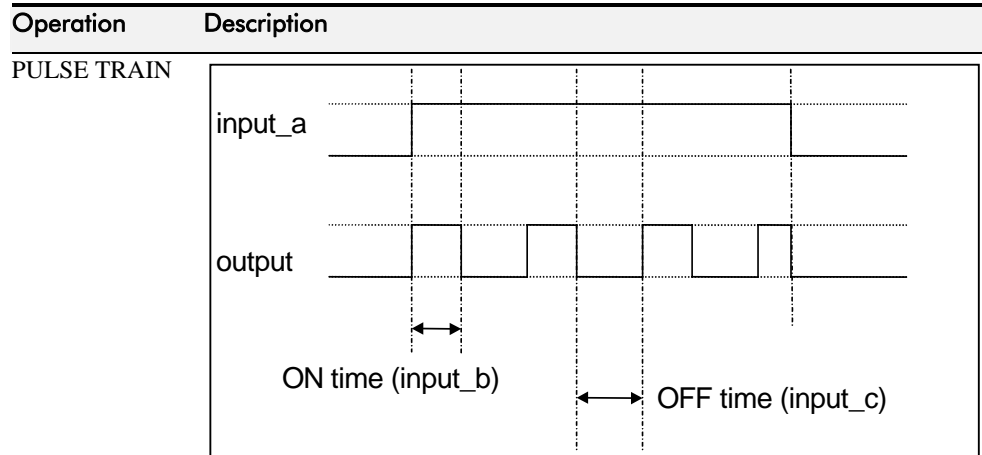 Operation Description
PULSE TRAIN
input_a
output
ON time (input_b)
OFF time (input_c)